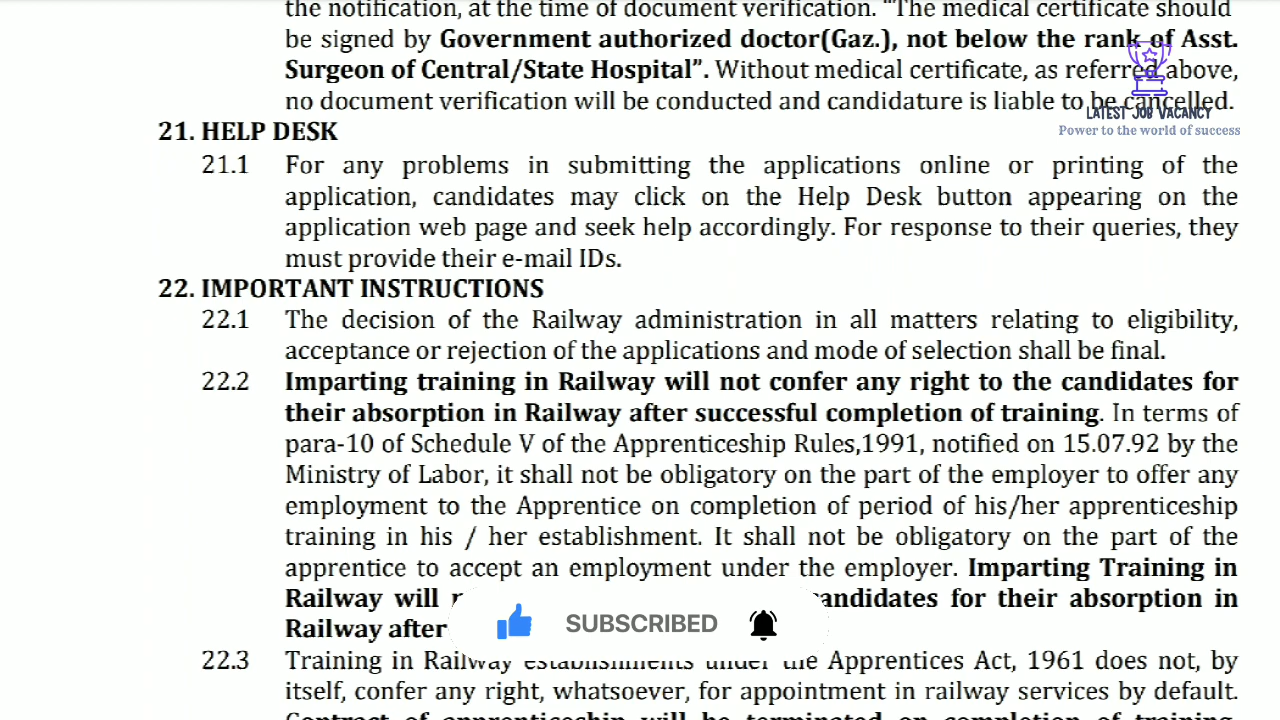 the notification, at the time of document verification. "The medical certificate should
be signed by Government authorized doctor(Gaz.), not below the rank of Asst.
Surgeon of Central/State Hospital”. Without medical certificate, as referred above,
no document verification will be conducted and candidature is liable to be cancelled.
LATEST JOB VACANCY
Power to the world of success
21. HELP DESK
21.1 For any problems in submitting the applications online or printing of the
application, candidates may click on the Help Desk button appearing on the
application web page and seek help accordingly. For response to their queries, they
must provide their e-mail IDs.
22. IMPORTANT INSTRUCTIONS
22.1 The decision of the Railway administration in all matters relating to eligibility,
acceptance or rejection of the applications and mode of selection shall be final.
22.2 Imparting training in Railway will not confer any right to the candidates for
their absorption in Railway after successful completion of training. In terms of
para-10 of Schedule V of the Apprenticeship Rules,1991, notified on 15.07.92 by the
Ministry of Labor, it shall not be obligatory on the part of the employer to offer any
employment to the Apprentice on completion of period of his/her apprenticeship
training in his / her establishment. It shall not be obligatory on the part of the
apprentice to accept an employment under the employer. Imparting Training in
Railway will candidates for their absorption in
Railway after
SUBSCRIBED
22.3 Training in Railway establishments under the Apprentices Act, 1961 does not, by
itself, confer any right, whatsoever, for appointment in railway services by default.
Contract of apprenticeship will be terminated on completion of training.